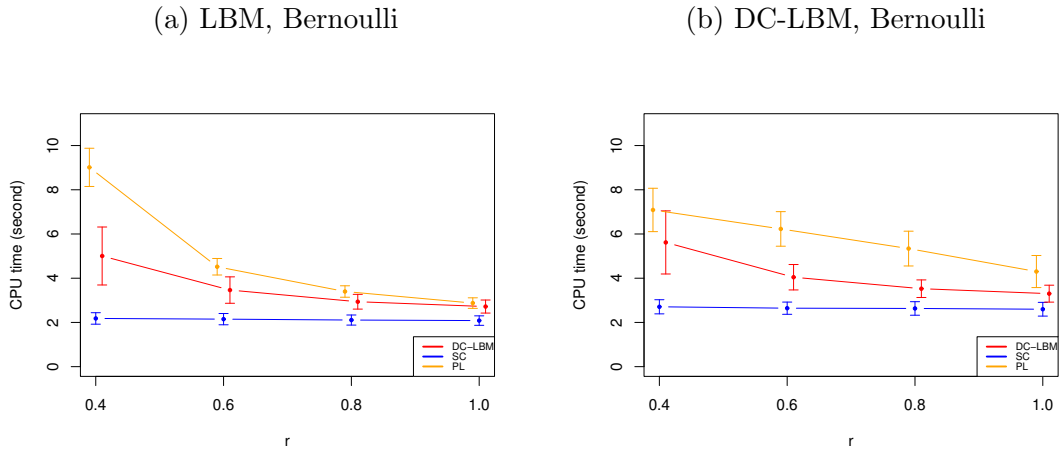 (a) LBM, Bernoulli
CPU time (second)
10
8
6
4
2
0
DC−LBM
SC
PL
0.4 0.6 0.8 1.0
r
(b) DC-LBM, Bernoulli
CPU time (second)
10
8
6
4
2
0
DC−LBM
SC
PL
0.4 0.6 0.8 1.0
r